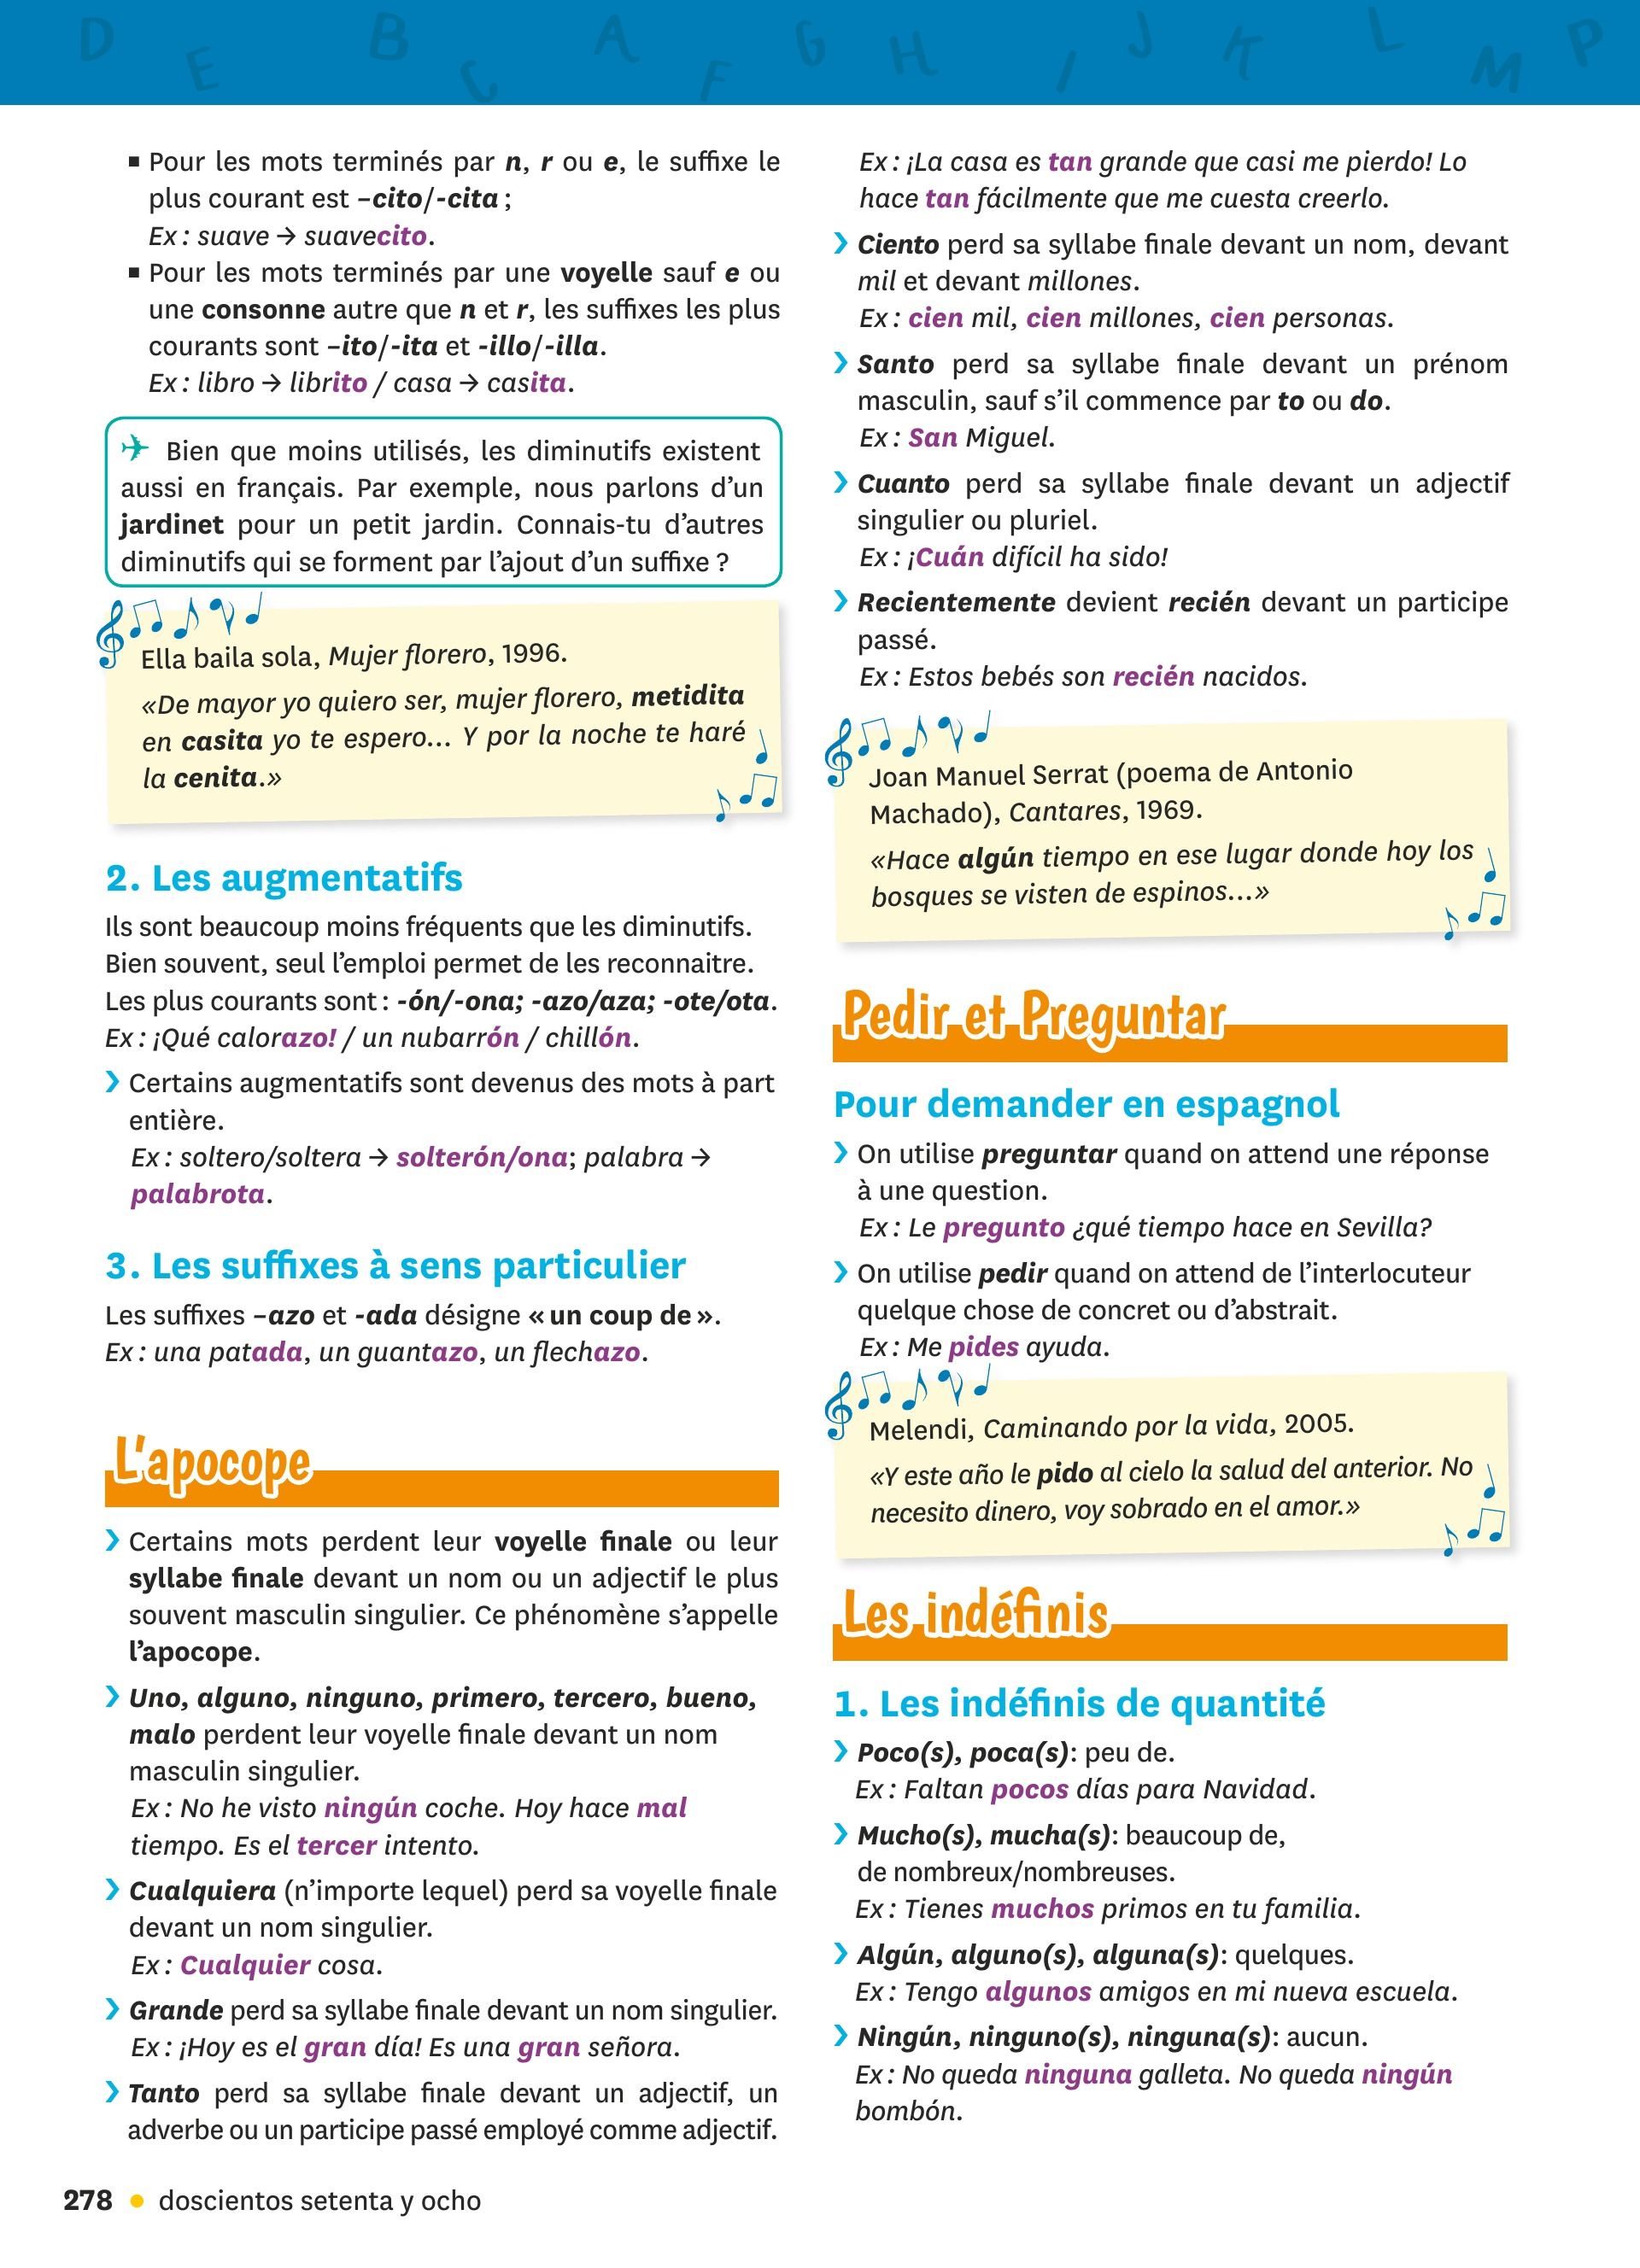 D E B C A F G H I J K L M P
▪ Pour les mots terminés par n, r ou e, le suffixe le
plus courant est –cito/-cita ;
Ex : suave → suavecito.
▪ Pour les mots terminés par une voyelle sauf e ou
une consonne autre que n et r, les suffixes les plus
courants sont –ito/-ita et -illo/-illa.
Ex : libro → librito / casa → casita.
Bien que moins utilisés, les diminutifs existent
aussi en français. Par exemple, nous parlons d’un
jardinet pour un petit jardin. Connais-tu d’autres
diminutifs qui se forment par l’ajout d’un suffixe ?
Ella baila sola, Mujer florero, 1996.
«De mayor yo quiero ser, mujer florero, metidita
en casita yo te espero... Y por la noche te haré
la cenita.»
2. Les augmentatifs
Ils sont beaucoup moins fréquents que les diminutifs.
Bien souvent, seul l’emploi permet de les reconnaitre.
Les plus courants sont : -ón/-ona; -azo/aza; -ote/ota.
Ex : ¡Qué calorazo! / un nubarrón / chillón.
› Certains augmentatifs sont devenus des mots à part
entière.
Ex : soltero/soltera → solterón/ona; palabra →
palabrota.
3. Les suffixes à sens particulier
Les suffixes –azo et -ada désigne « un coup de ».
Ex : una patada, un guantazo, un flechazo.
L’apocope
› Certains mots perdent leur voyelle finale ou leur
syllabe finale devant un nom ou un adjectif le plus
souvent masculin singulier. Ce phénomène s’appelle
l’apocope.
› Uno, alguno, ninguno, primero, tercero, bueno,
malo perdent leur voyelle finale devant un nom
masculin singulier.
Ex : No he visto ningún coche. Hoy hace mal
tiempo. Es el tercer intento.
› Cualquiera (n’importe lequel) perd sa voyelle finale
devant un nom singulier.
Ex : Cualquier cosa.
› Grande perd sa syllabe finale devant un nom singulier.
Ex : ¡Hoy es el gran día! Es una gran señora.
› Tanto perd sa syllabe finale devant un adjectif, un
adverbe ou un participe passé employé comme adjectif.
Ex : ¡La casa es tan grande que casi me pierdo! Lo
hace tan fácilmente que me cuesta creerlo.
› Ciento perd sa syllabe finale devant un nom, devant
mil et devant millones.
Ex : cien mil, cien millones, cien personas.
› Santo perd sa syllabe finale devant un prénom
masculin, sauf s’il commence par to ou do.
Ex : San Miguel.
› Cuanto perd sa syllabe finale devant un adjectif
singulier ou pluriel.
Ex : ¡Cuán difícil ha sido!
› Recientemente devient recién devant un participe
passé.
Ex : Estos bebés son recién nacidos.
Joan Manuel Serrat (poema de Antonio
Machado), Cantares, 1969.
«Hace algún tiempo en ese lugar donde hoy los
bosques se visten de espinos...»
Pedir et Preguntar
Pour demander en espagnol
› On utilise preguntar quand on attend une réponse
à une question.
Ex : Le pregunto ¿qué tiempo hace en Sevilla?
› On utilise pedir quand on attend de l’interlocuteur
quelque chose de concret ou d’abstrait.
Ex : Me pides ayuda.
Melendi, Caminando por la vida, 2005.
«Y este año le pido al cielo la salud del anterior. No
necesito dinero, voy sobrado en el amor.»
Les indéfinis
1. Les indéfinis de quantité
› Poco(s), poca(s): peu de.
Ex : Faltan pocos días para Navidad.
› Mucho(s), mucha(s): beaucoup de,
de nombreux/nombreuses.
Ex : Tienes muchos primos en tu familia.
› Algún, alguno(s), alguna(s): quelques.
Ex : Tengo algunos amigos en mi nueva escuela.
› Ningún, ninguno(s), ninguna(s): aucun.
Ex : No queda ninguna galleta. No queda ningún
bombón.
278 • doscientos setenta y ocho